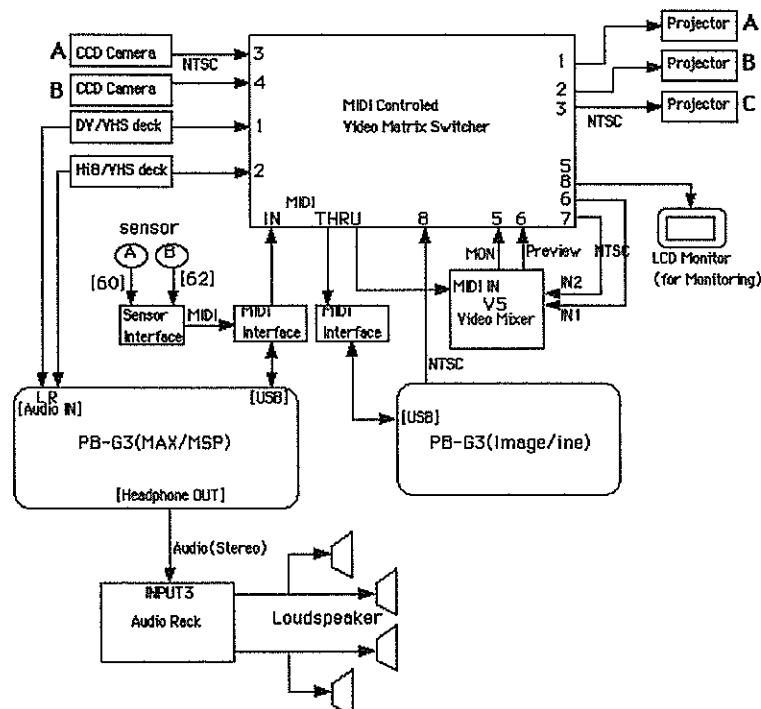 A CCD Camera
NTSC
B CCD Camera
DV/VHS deck
Hi8/VHS deck
3
4
1
2
MIDI Controled
Video Matrix Switcher
1
2
3
NTSC
Projector A
Projector B
Projector C
5
8
6
7
NTSC
LCD Monitor
(for Monitoring)
MIDI
IN THRU 8 5 6
MON
Preview
sensor
A B
[60] [62]
Sensor
Interface
MIDI
MIDI
Interface
MIDI
Interface
MIDI IN
V5
Video Mixer
IN2
IN1
NTSC
L R
[Audio IN]
[USB]
PB-G3(MAX/MSP)
[Headphone OUT]
[USB]
PB-G3(Image/ine)
Audio(Stereo)
INPUT3
Audio Rack
Loudspeaker